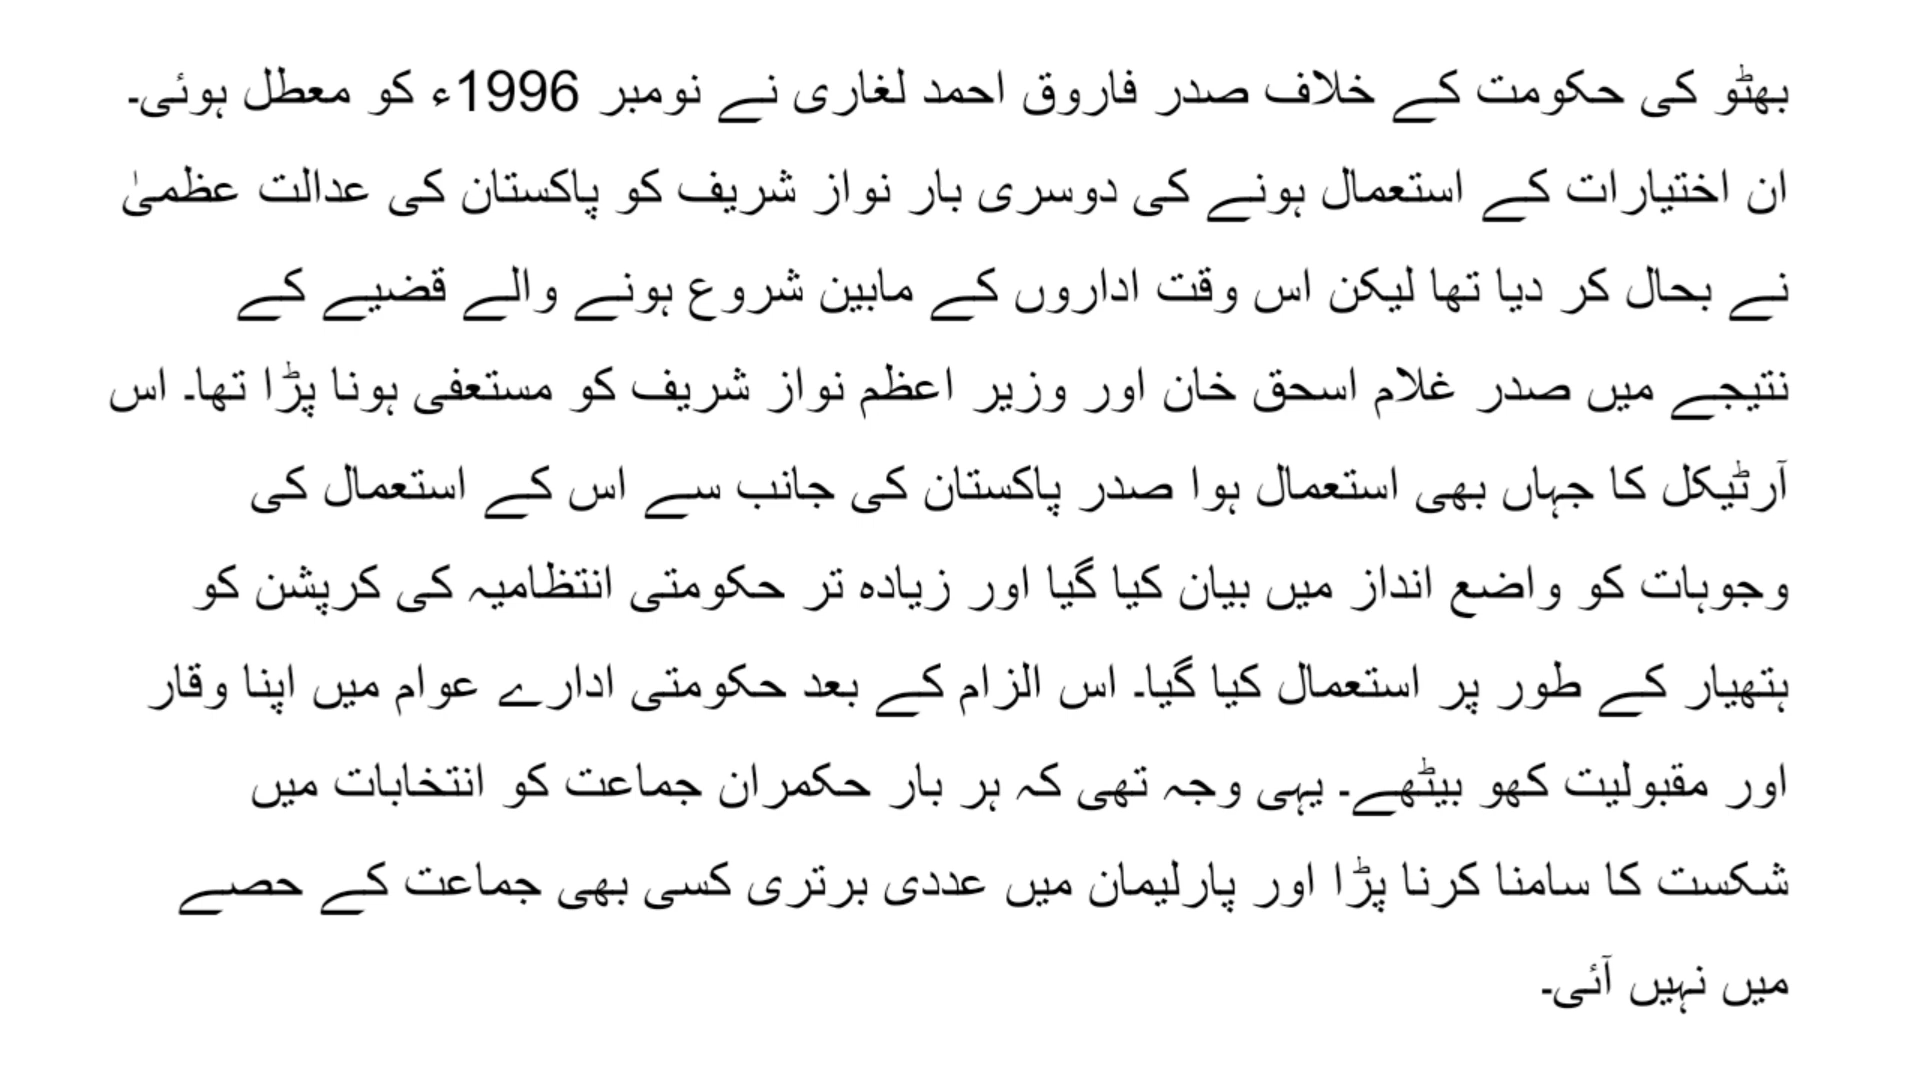 بھٹو کی حکومت کے خلاف صدر فاروق احمد لغاری نے نومبر 1996ء کو معطل ہوئی۔
ان اختیارات کے استعمال ہونے کی دوسری بار نواز شریف کو پاکستان کی عدالت عظمیٰ
نے بحال کر دیا تھا لیکن اس وقت اداروں کے مابین شروع ہونے والے قضیے کے
نتیجے میں صدر غلام اسحق خان اور وزیر اعظم نواز شریف کو مستعفی ہونا پڑا تھا۔ اس
آرٹیکل کا جہاں بھی استعمال ہوا صدر پاکستان کی جانب سے اس کے استعمال کی
وجوہات کو واضع انداز میں بیان کیا گیا اور زیادہ تر حکومتی انتظامیہ کی کرپشن کو
ہتھیار کے طور پر استعمال کیا گیا۔ اس الزام کے بعد حکومتی ادارے عوام میں اپنا وقار
اور مقبولیت کھو بیٹھے۔ یہی وجہ تھی کہ ہر بار حکمران جماعت کو انتخابات میں
شکست کا سامنا کرنا پڑا اور پارلیمان میں عددی برتری کسی بھی جماعت کے حصے
میں نہیں آئی۔